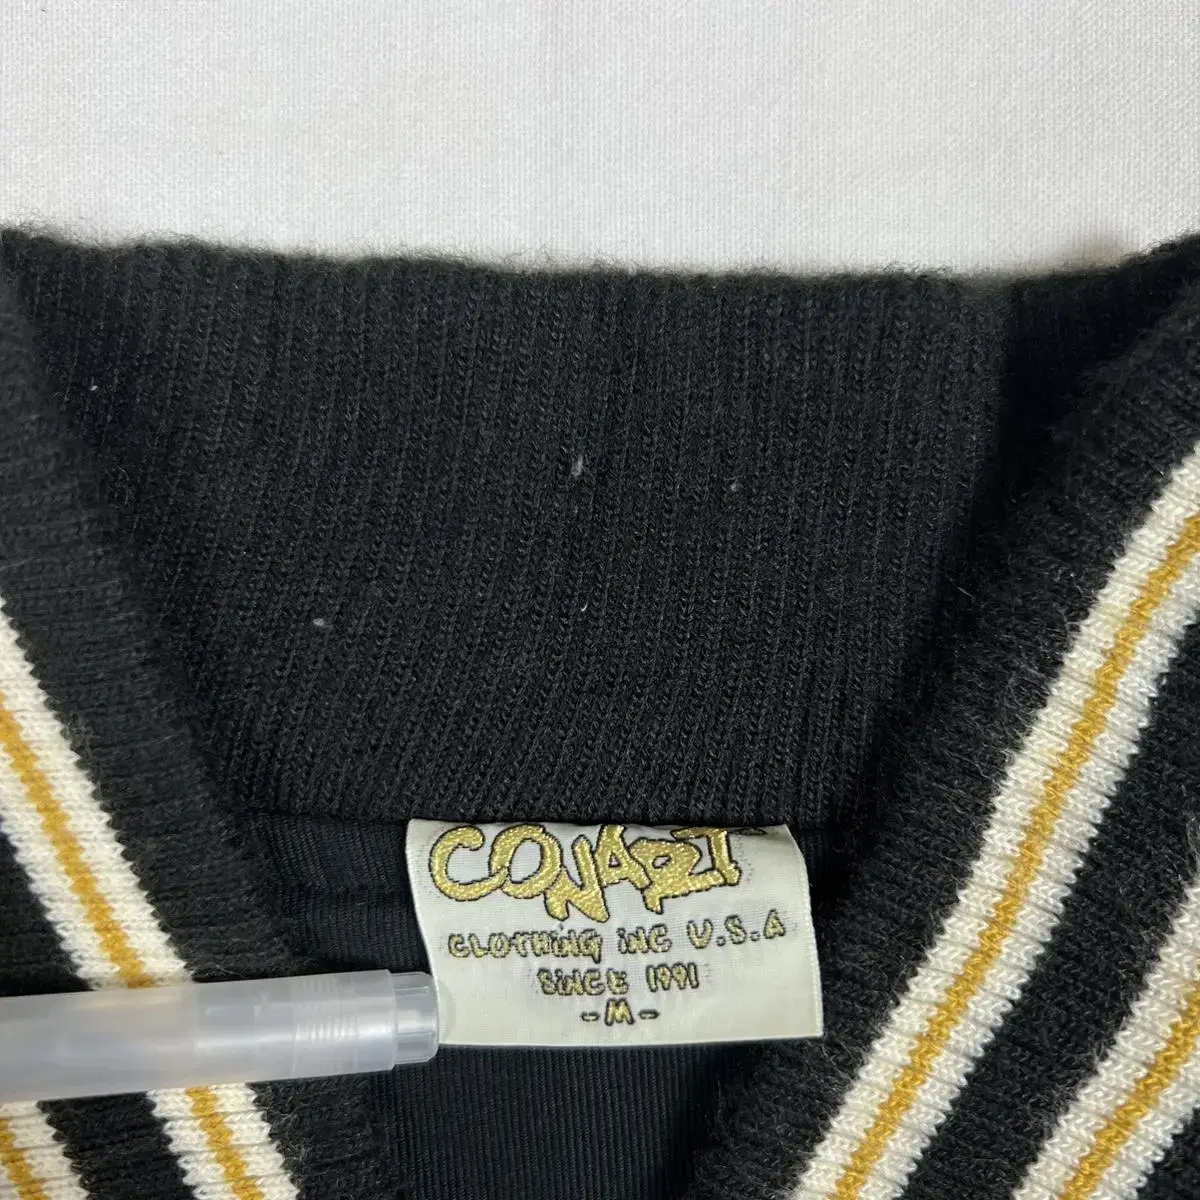 CONART
CLOTHING iNC U.S.A
SiNCE 1991
-M-